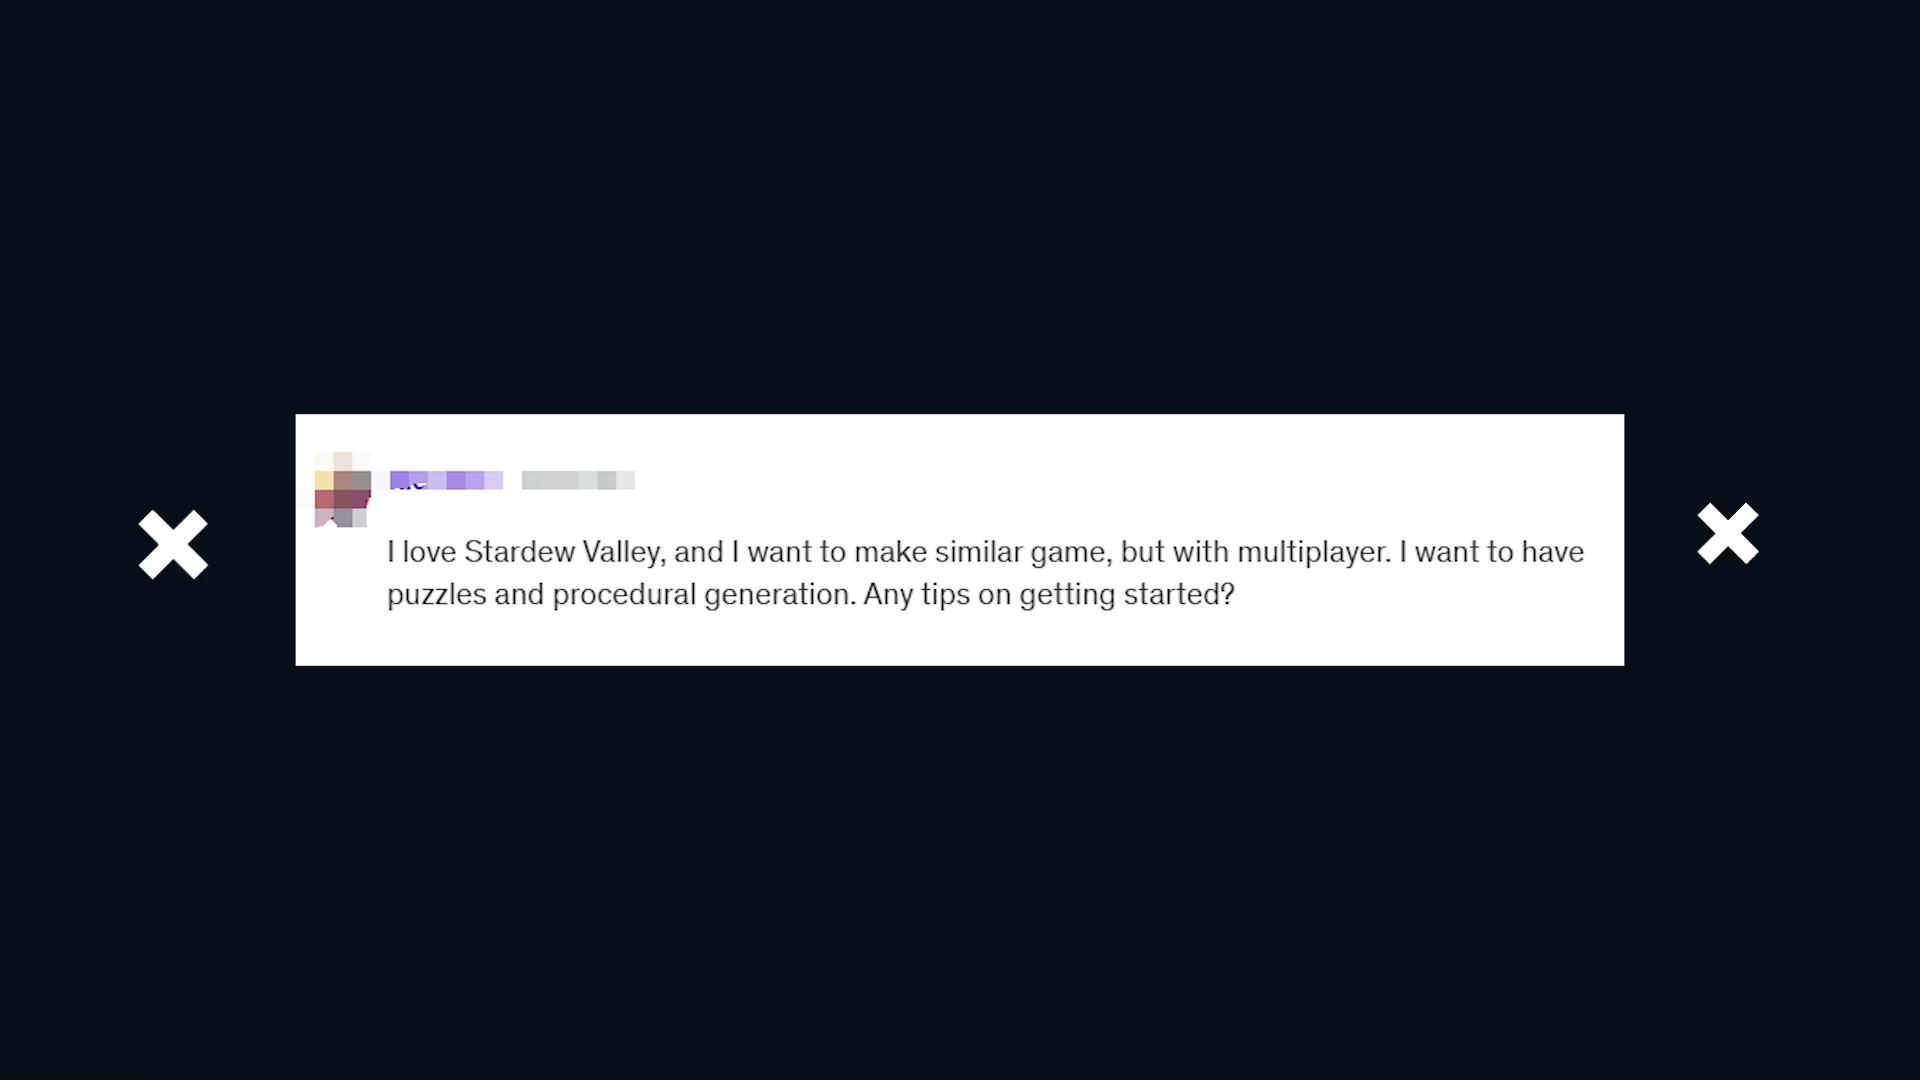 I love Stardew Valley, and I want to make similar game, but with multiplayer. I want to have
puzzles and procedural generation. Any tips on getting started?